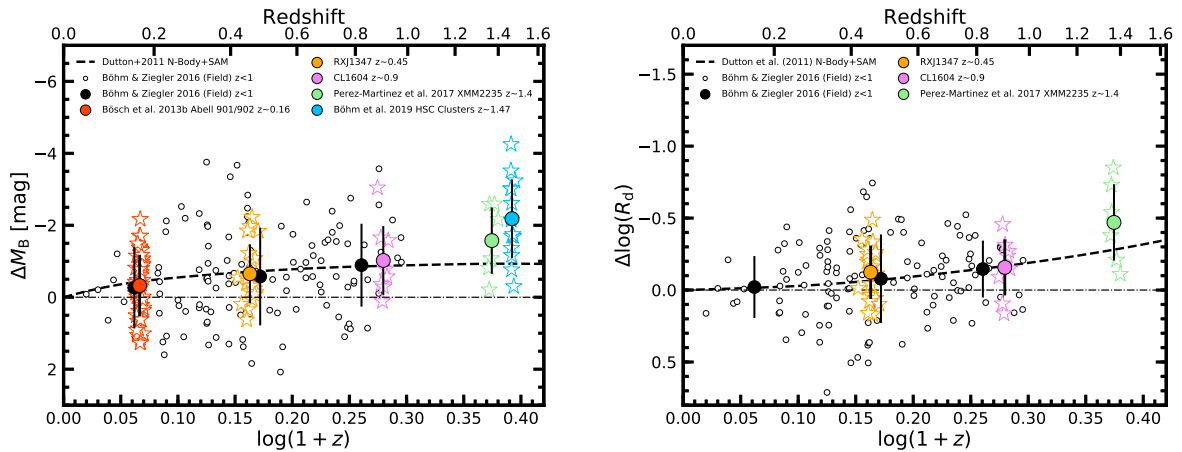 Redshift
0.0 0.2 0.4 0.6 0.8 1.0 1.2 1.4 1.6
Dutton+2011 N-Body+SAM
Böhm & Ziegler 2016 (Field) z<1
Böhm & Ziegler 2016 (Field) z<1
Bösch et al. 2013b Abell 901/902 z~0.16
RXJ1347 z~0.45
CL1604 z~0.9
Perez-Martinez et al. 2017 XMM2235 z~1.4
Böhm et al. 2019 HSC Clusters z~1.47
−6
−4
−2
0
2
ΔM_B [mag]
0.00 0.05 0.10 0.15 0.20 0.25 0.30 0.35 0.40
log(1 + z)
Redshift
0.0 0.2 0.4 0.6 0.8 1.0 1.2 1.4 1.6
Dutton et al. (2011) N-Body+SAM
Böhm & Ziegler 2016 (Field) z<1
Böhm & Ziegler 2016 (Field) z<1
RXJ1347 z~0.45
CL1604 z~0.9
Perez-Martinez et al. 2017 XMM2235 z~1.4
−1.5
−1.0
−0.5
0.0
0.5
Δlog(R_d)
0.00 0.05 0.10 0.15 0.20 0.25 0.30 0.35 0.40
log(1 + z)